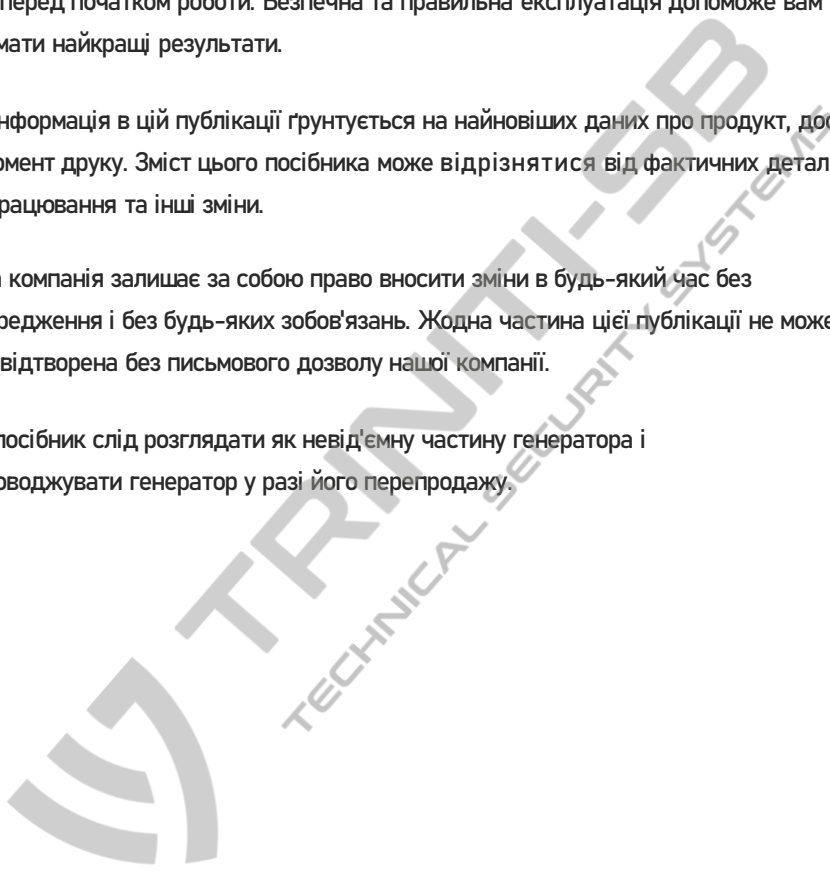 перед початком роботи. Безпечна та правильна експлуатація допоможе вам
мати найкращі результати.
нформація в цій публікації ґрунтується на найновіших даних про продукт, дос
омент друку. Зміст цього посібника може відрізнятися від фактичних детал
рацювання та інші зміни.
компанія залишає за собою право вносити зміни в будь-який час без
редження і без будь-яких зобов'язань. Жодна частина цієї публікації не може
відтворена без письмового дозволу нашої компанії.
посібник слід розглядати як невід'ємну частину генератора і
оводжувати генератор у разі його перепродажу.
TRINITI-SB
TECHNICAL SECURITY SYSTEMS